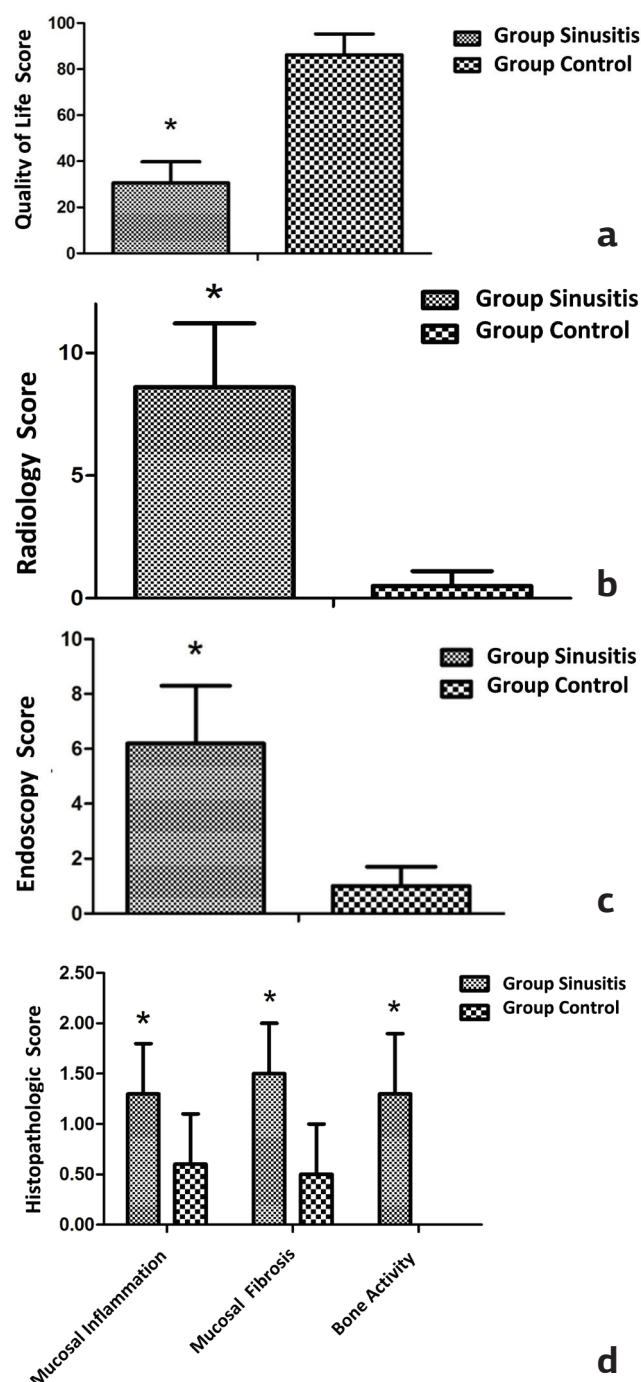 100
80
60
40
20
0
Quality of Life Score
*
Group Sinusitis
Group Control
a
10
5
0
Radiology Score
*
Group Sinusitis
Group Control
b
10
8
6
4
2
0
Endoscopy Score
*
Group Sinusitis
Group Control
c
2.50
2.00
1.50
1.00
0.50
0.00
Histopathologic Score
*
*
*
Group Sinusitis
Group Control
Mucosal Inflammation
Mucosal Fibrosis
Bone Activity
d